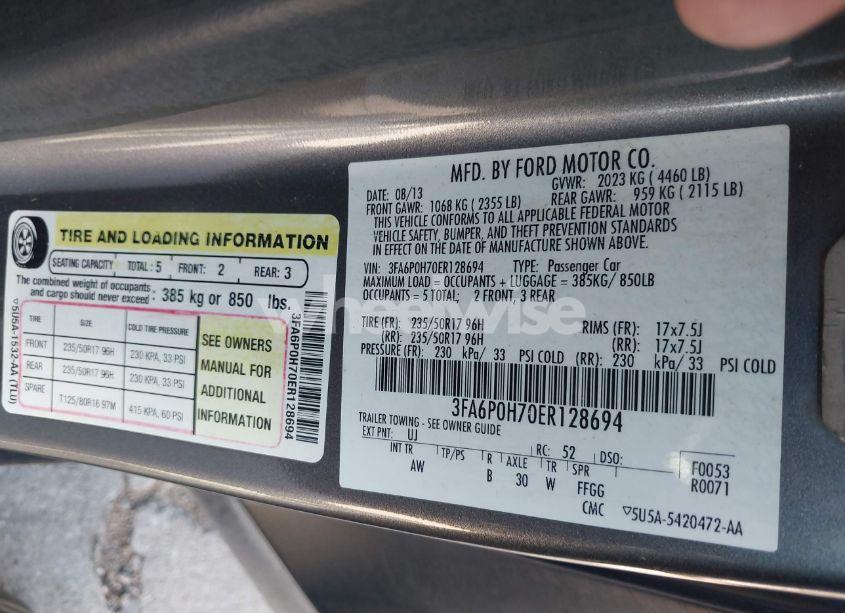 TIRE AND LOADING INFORMATION
SEATING CAPACITY TOTAL: 5 FRONT: 2 REAR: 3
The combined weight of occupants
and cargo should never exceed: 385 kg or 850 lbs.
TIRE SIZE COLD TIRE PRESSURE
FRONT 235/50R17 96H 230 KPA, 33 PSI
REAR 235/50R17 96H 230 KPA, 33 PSI
SPARE T125/80R16 97M 415 KPA, 60 PSI
SEE OWNERS
MANUAL FOR
ADDITIONAL
INFORMATION
5U5A-1532-AA (TLU)
3FA6P0H70ER128694
MFD. BY FORD MOTOR CO.
DATE: 08/13 GVWR: 2023 KG ( 4460 LB)
FRONT GAWR: 1068 KG ( 2355 LB) REAR GAWR: 959 KG ( 2115 LB)
THIS VEHICLE CONFORMS TO ALL APPLICABLE FEDERAL MOTOR
VEHICLE SAFETY, BUMPER, AND THEFT PREVENTION STANDARDS
IN EFFECT ON THE DATE OF MANUFACTURE SHOWN ABOVE.
VIN: 3FA6P0H70ER128694 TYPE: Passenger Car
MAXIMUM LOAD = OCCUPANTS + LUGGAGE = 385KG/ 850LB
OCCUPANTS = 5 TOTAL; 2 FRONT, 3 REAR
TIRE (FR): 235/50R17 96H RIMS (FR): 17x7.5J
(RR): 235/50R17 96H (RR): 17x7.5J
PRESSURE (FR): 230 kPa/ 33 PSI COLD (RR): 230 kPa/ 33 PSI COLD
3FA6P0H70ER128694
TRAILER TOWING - SEE OWNER GUIDE
EXT PNT: UJ RC: 52 DSO:
INT TR TP/PS R AXLE TR SPR F0053
AW B 30 W FFGG R0071
CMC 5U5A-5420472-AA
wheelwise